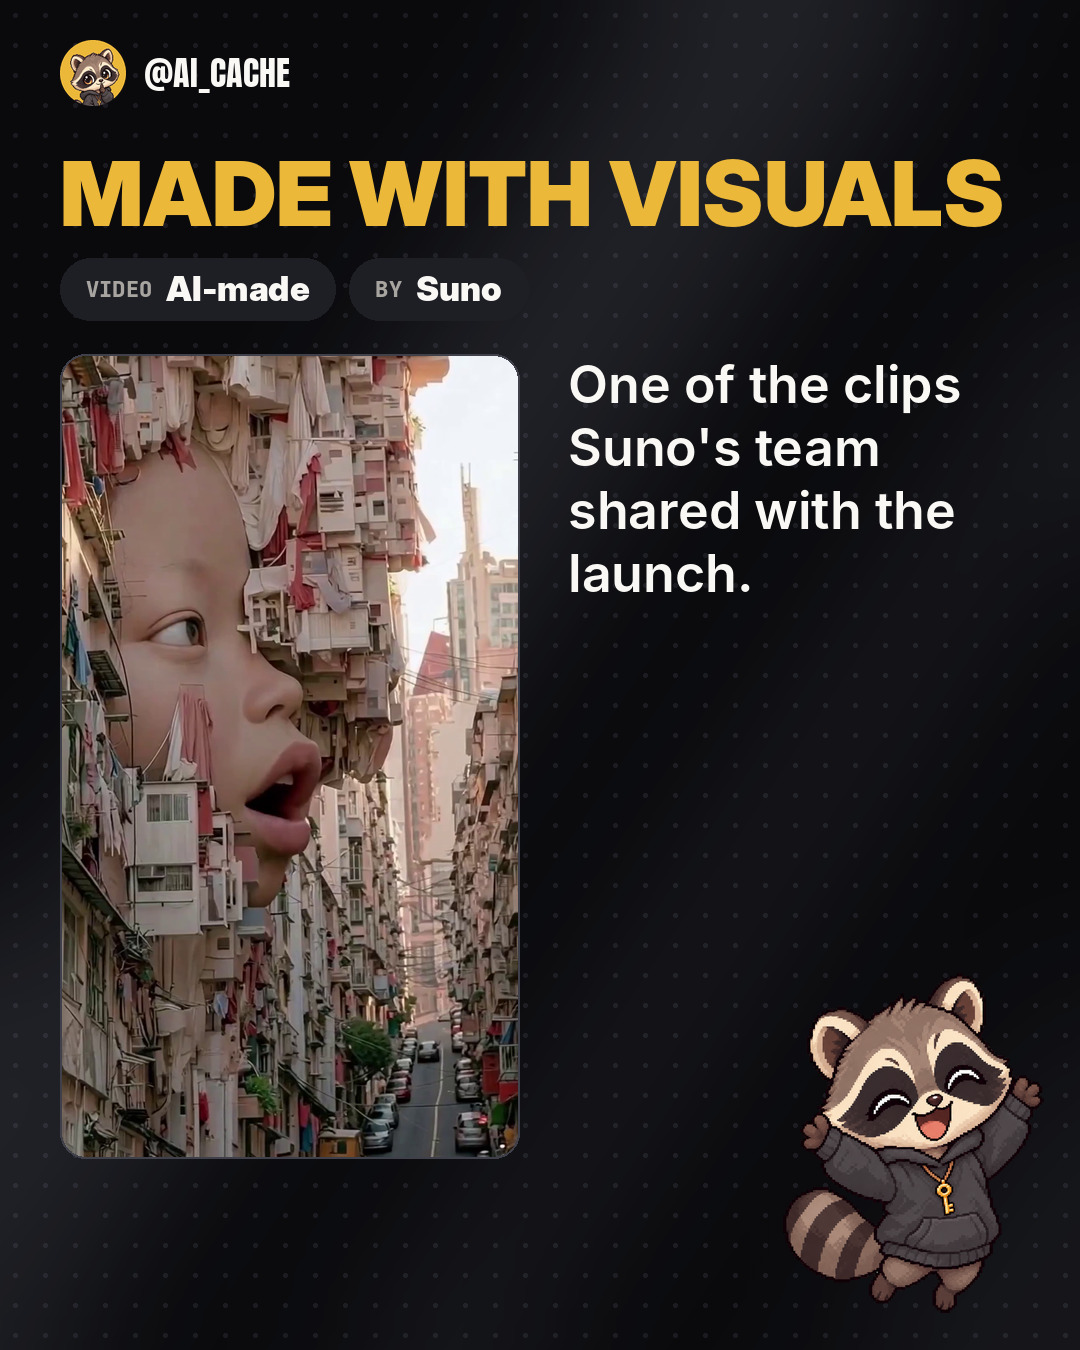 @AI_CACHE
MADE WITH VISUALS
VIDEO AI-made BY Suno
One of the clips
Suno's team
shared with the
launch.